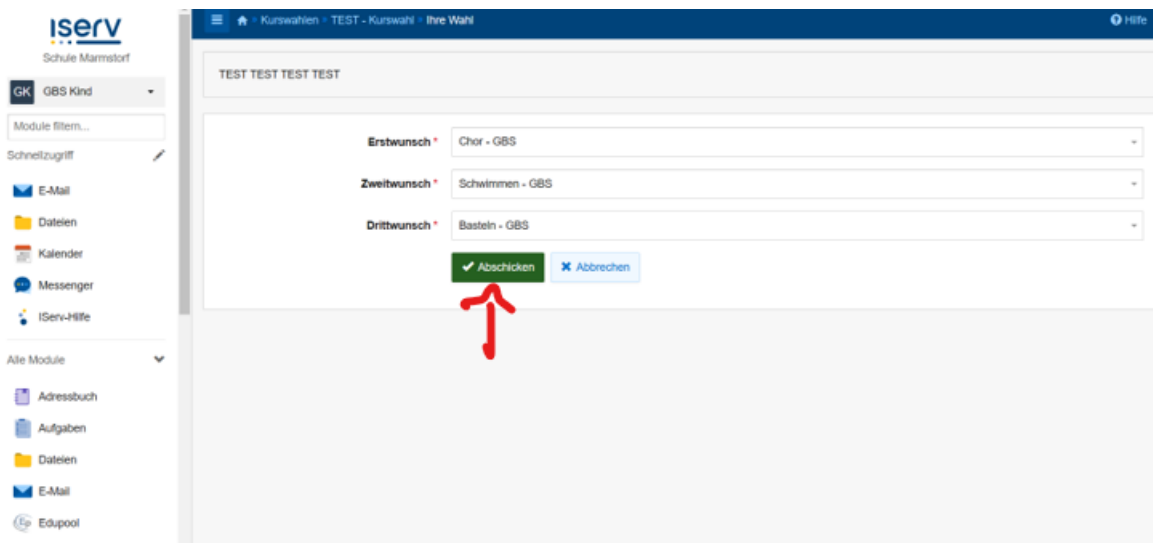 IServ
Schule Marmstorf
GK GBS Kind
Module filtern...
Schnellzugriff
E-Mail
Dateien
Kalender
Messenger
IServ-Hilfe
Alle Module
Adressbuch
Aufgaben
Dateien
E-Mail
Edupool
Kurswahlen TEST - Kurswahl Ihre Wahl
Hilfe
TEST TEST TEST TEST
Erstwunsch * Chor - GBS
Zweitwunsch * Schwimmen - GBS
Drittwunsch * Basteln - GBS
Abschicken Abbrechen